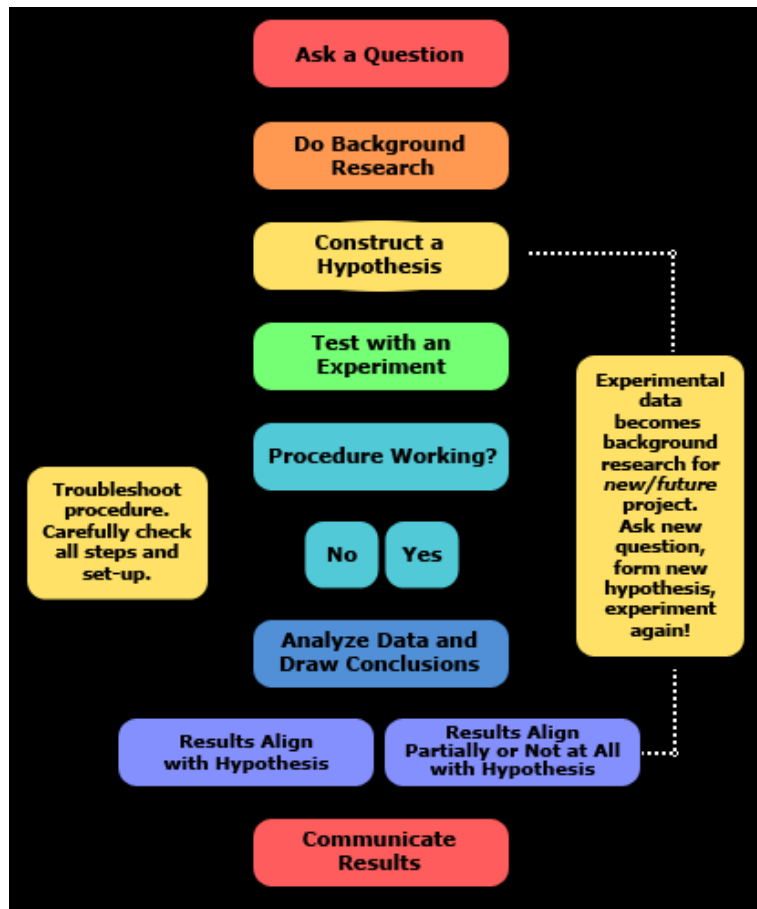 Ask a Question
Do Background
Research
Construct a
Hypothesis
Test with an
Experiment
Procedure Working?
Troubleshoot
procedure.
Carefully check
all steps and
set-up.
No
Yes
Experimental
data
becomes
background
research for
new/future
project.
Ask new
question,
form new
hypothesis,
experiment
again!
Analyze Data and
Draw Conclusions
Results Align
with Hypothesis
Results Align
Partially or Not at All
with Hypothesis
Communicate
Results